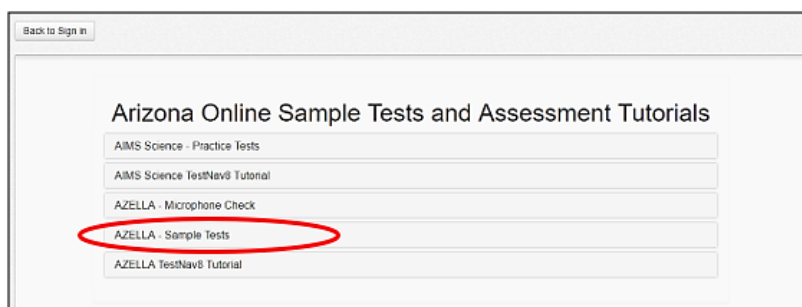 Back to Sign in
Arizona Online Sample Tests and Assessment Tutorials
AIMS Science - Practice Tests
AIMS Science TestNav8 Tutorial
AZELLA - Microphone Check
AZELLA - Sample Tests
AZELLA TestNav8 Tutorial